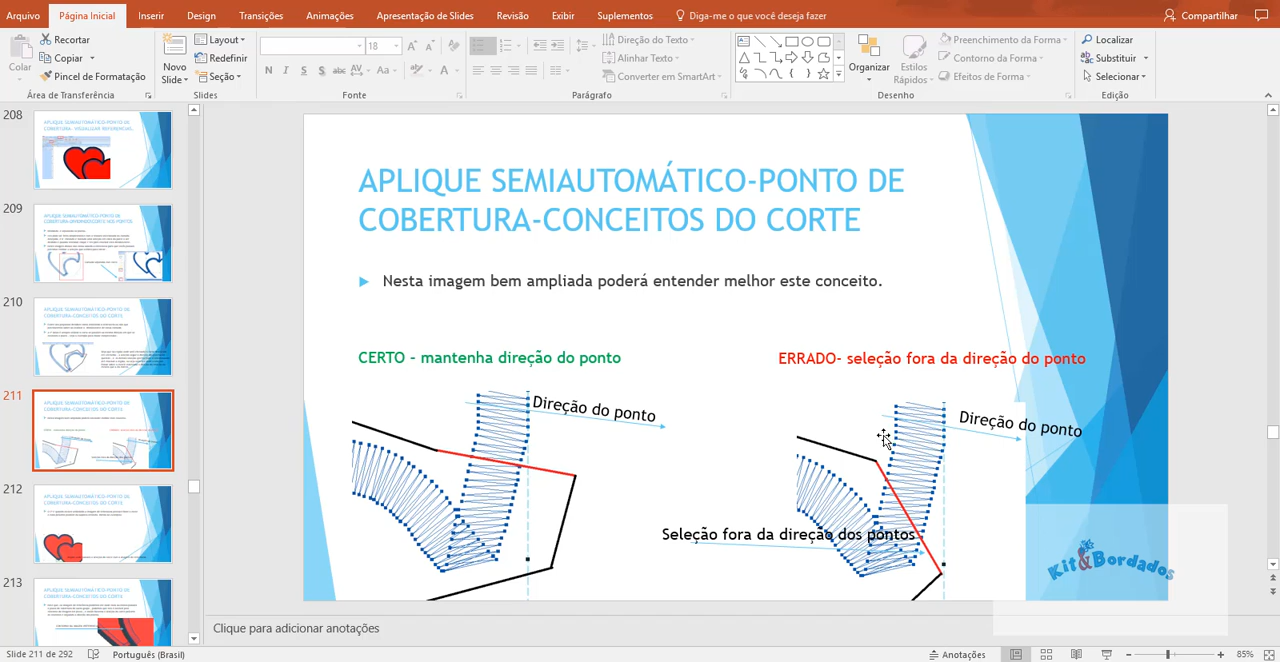 Arquivo Página Inicial Inserir Design Transições Animações Apresentação de Slides Revisão Exibir Suplementos Diga-me o que você deseja fazer Compartilhar
Colar
Recortar
Copiar
Pincel de Formatação
Área de Transferência
Novo
Slide
Layout
Redefinir
Seção
Slides
18
N I S S abc AV Aa A
Fonte
Direção do Texto
Alinhar Texto
Converter em SmartArt
Parágrafo
Organizar
Estilos
Rápidos
Preenchimento da Forma
Contorno da Forma
Efeitos de Forma
Desenho
Localizar
Substituir
Selecionar
Edição
208
209
210
211
212
213
APLIQUE SEMIAUTOMÁTICO-PONTO DE
COBERTURA-CONCEITOS DO CORTE
Nesta imagem bem ampliada poderá entender melhor este conceito.
CERTO - mantenha direção do ponto
ERRADO- seleção fora da direção do ponto
Direção do ponto
Direção do ponto
Seleção fora da direção dos pontos
Kit&Bordados
Clique para adicionar anotações
Slide 211 de 292 Português (Brasil) Anotações 85%